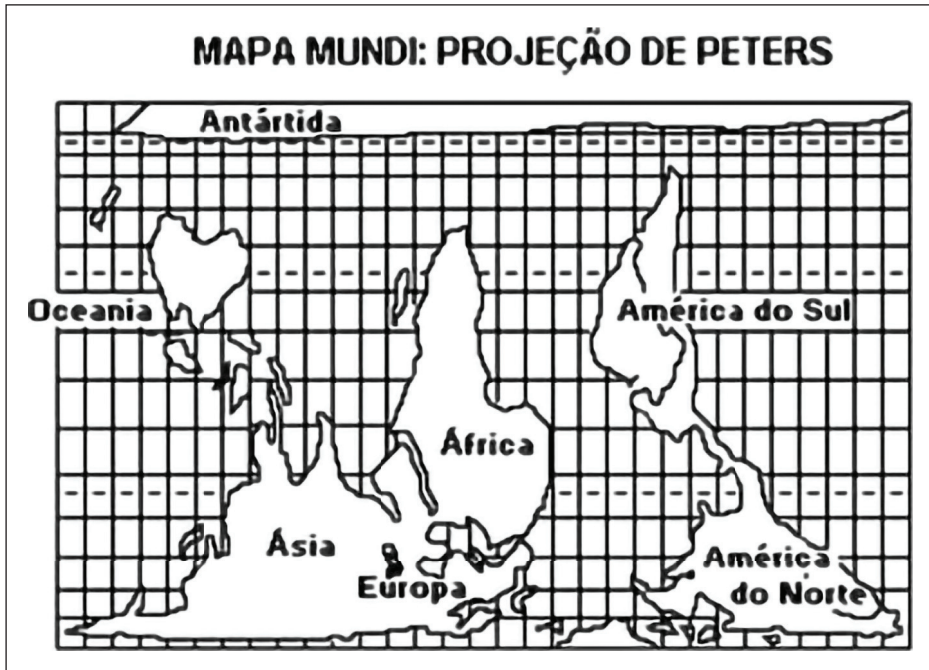 MAPA MUNDI: PROJEÇÃO DE PETERS
Antártida
Oceania
América do Sul
África
Ásia
Europa
América
do Norte